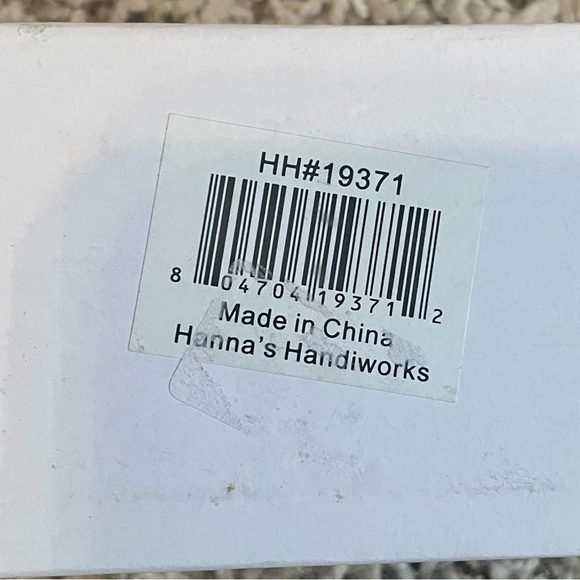 HH#19371
8 04704 19371 2
Made in China
Hanna's Handiworks